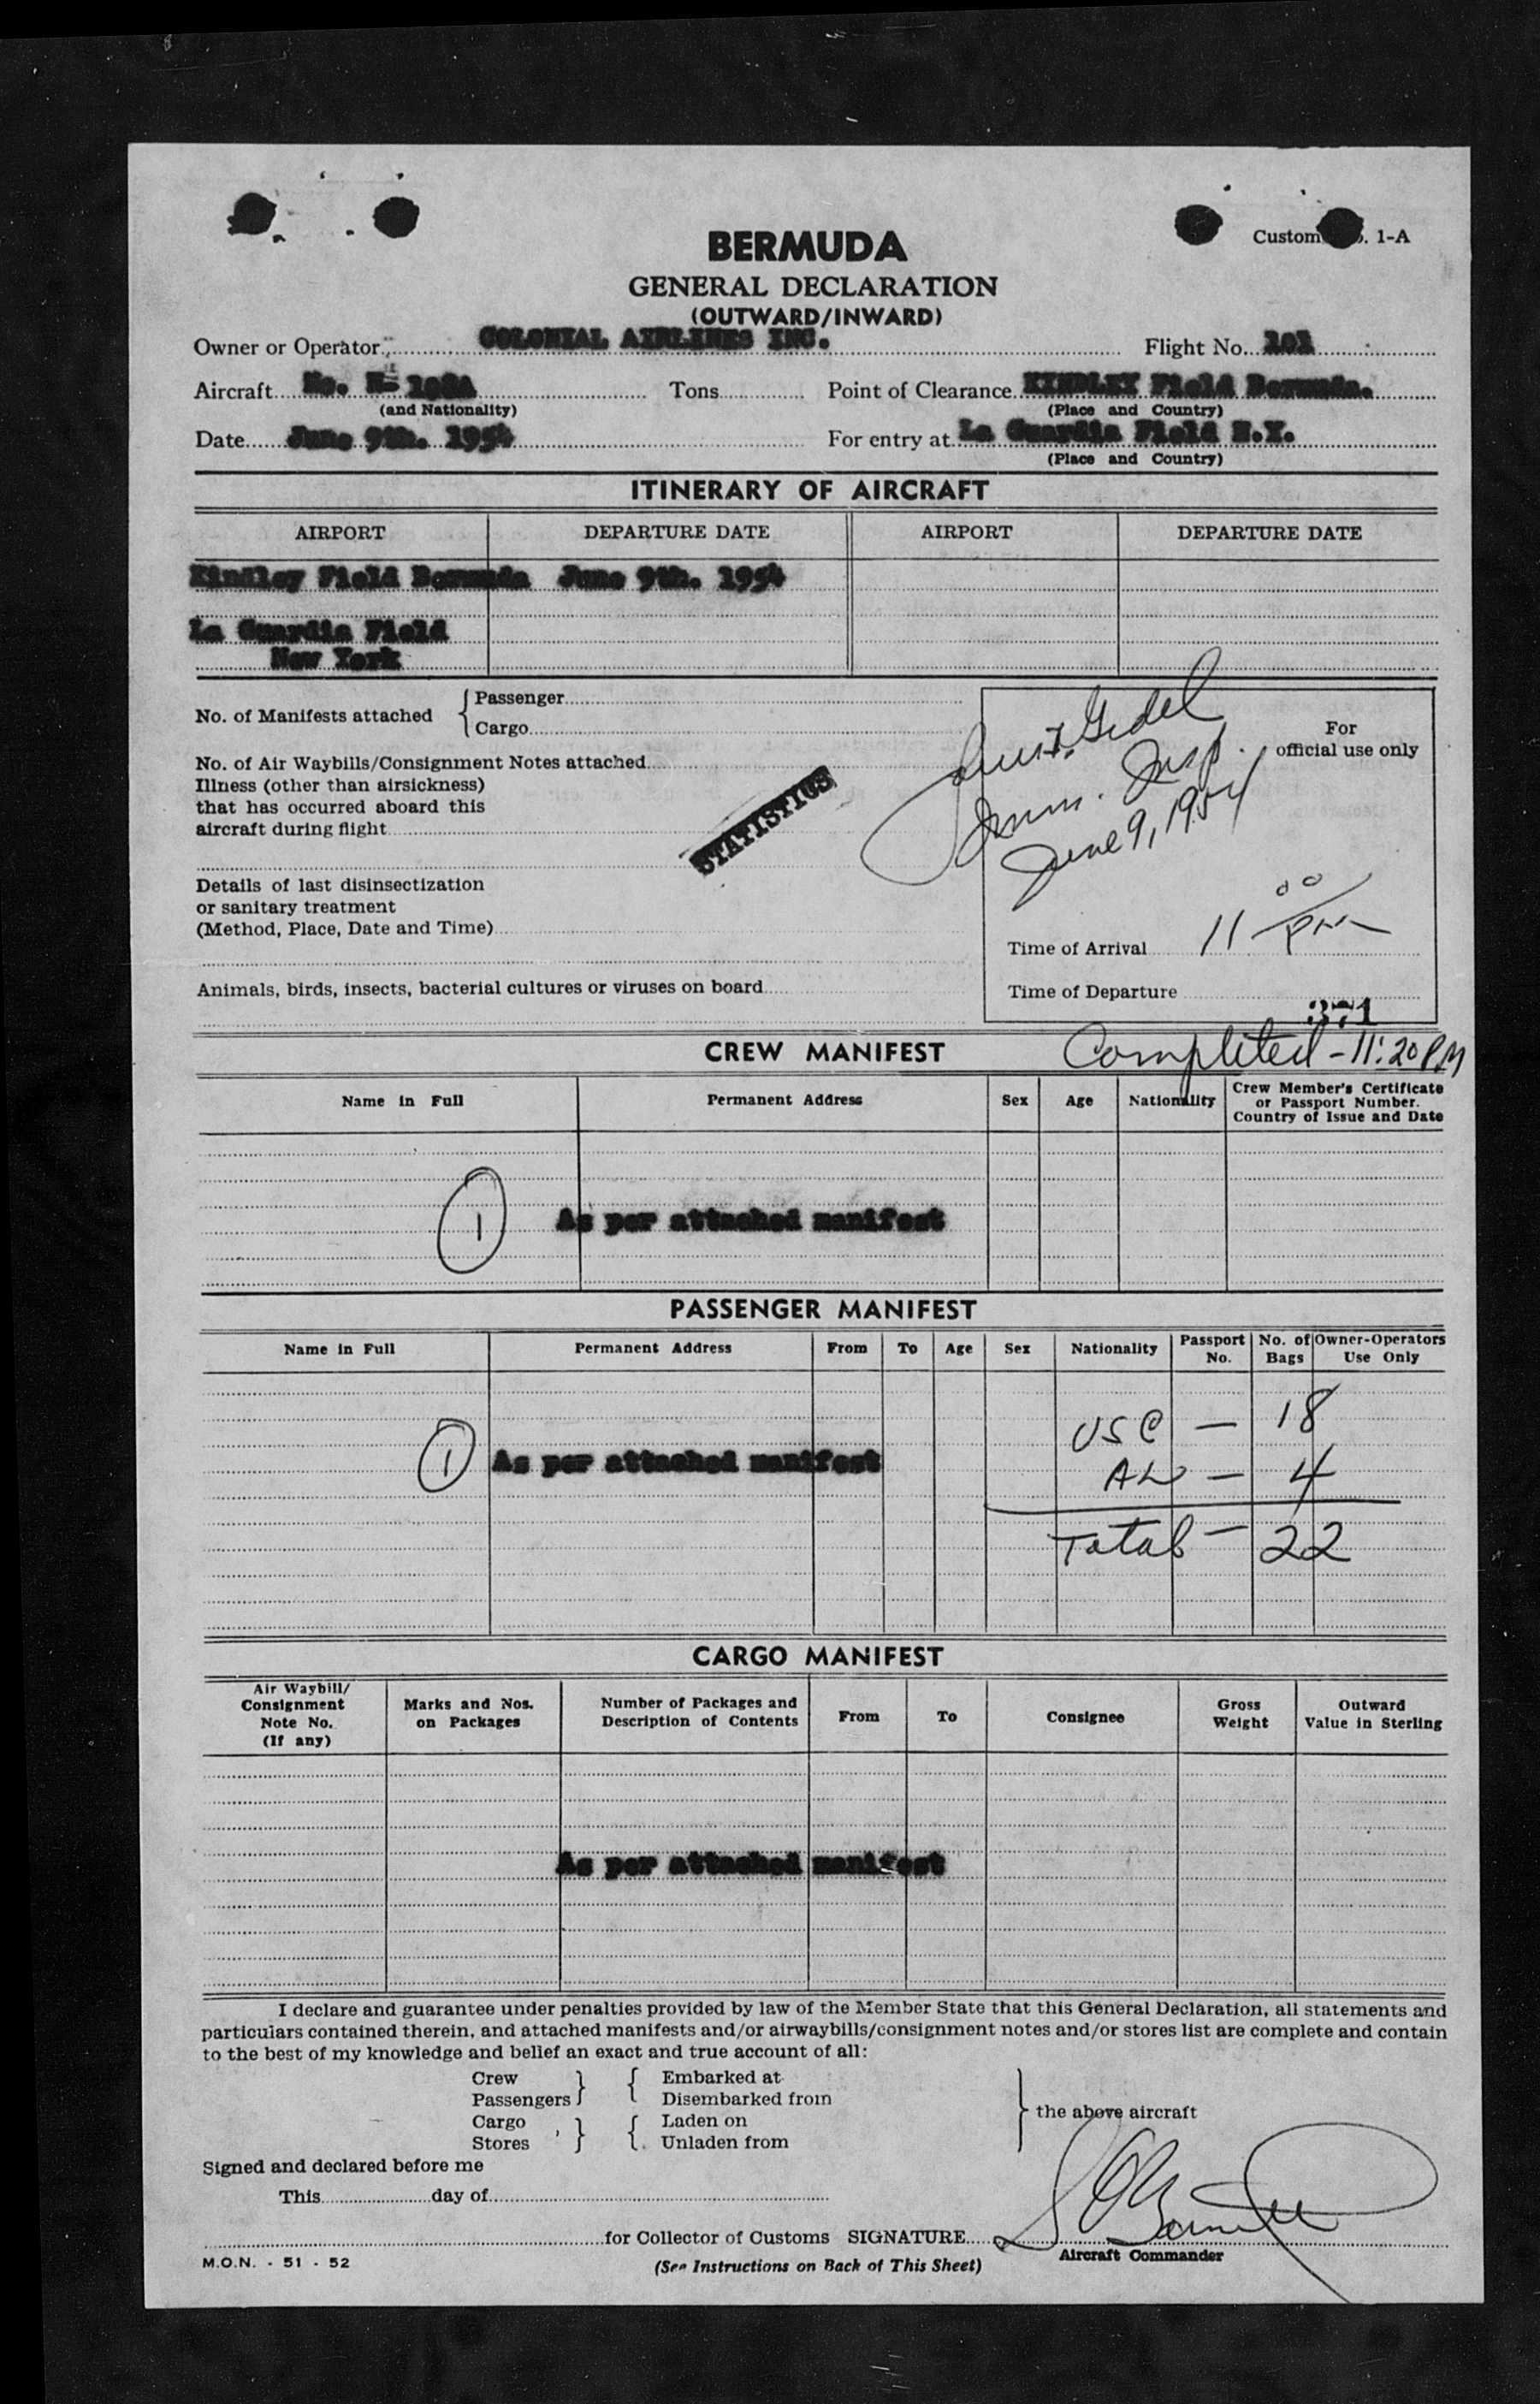 Customs No. 1-A
BERMUDA
GENERAL DECLARATION
(OUTWARD/INWARD)
Owner or Operator COLONIAL AIRLINES INC. Flight No. 101
Aircraft No. N- Tons Point of Clearance KINDLEY Field Bermuda.
(and Nationality) (Place and Country)
Date June 9th. 1954 For entry at La Guardia Field N.Y.
(Place and Country)
ITINERARY OF AIRCRAFT
AIRPORT DEPARTURE DATE AIRPORT DEPARTURE DATE
Kindley Field Bermuda June 9th. 1954
La Guardia Field
New York
No. of Manifests attached { Passenger
Cargo
For
official use only
No. of Air Waybills/Consignment Notes attached
Illness (other than airsickness)
that has occurred aboard this
aircraft during flight
STATISTICS
Imm. Insp.
June 9, 1954
Details of last disinsectization
or sanitary treatment
(Method, Place, Date and Time)
Time of Arrival 11 00 PM
Animals, birds, insects, bacterial cultures or viruses on board
Time of Departure
371
CREW MANIFEST Completed - 11:20 P.M
Name in Full Permanent Address Sex Age Nationality Crew Member's Certificate
or Passport Number.
Country of Issue and Date
1 As per attached manifest
PASSENGER MANIFEST
Name in Full Permanent Address From To Age Sex Nationality Passport No. No. of Bags Owner-Operators Use Only
USC — 18
1 As per attached manifest
AL — 4
Total — 22
CARGO MANIFEST
Air Waybill/
Consignment
Note No.
(If any)
Marks and Nos.
on Packages
Number of Packages and
Description of Contents
From To Consignee
Gross
Weight
Outward
Value in Sterling
As per attached manifest
I declare and guarantee under penalties provided by law of the Member State that this General Declaration, all statements and
particulars contained therein, and attached manifests and/or airwaybills/consignment notes and/or stores list are complete and contain
to the best of my knowledge and belief an exact and true account of all:
Crew } { Embarked at
Passengers Disembarked from
Cargo } { Laden on
Stores Unladen from
} the above aircraft
Signed and declared before me
This day of
for Collector of Customs SIGNATURE
Aircraft Commander
M.O.N. - 51 - 52
(See Instructions on Back of This Sheet)